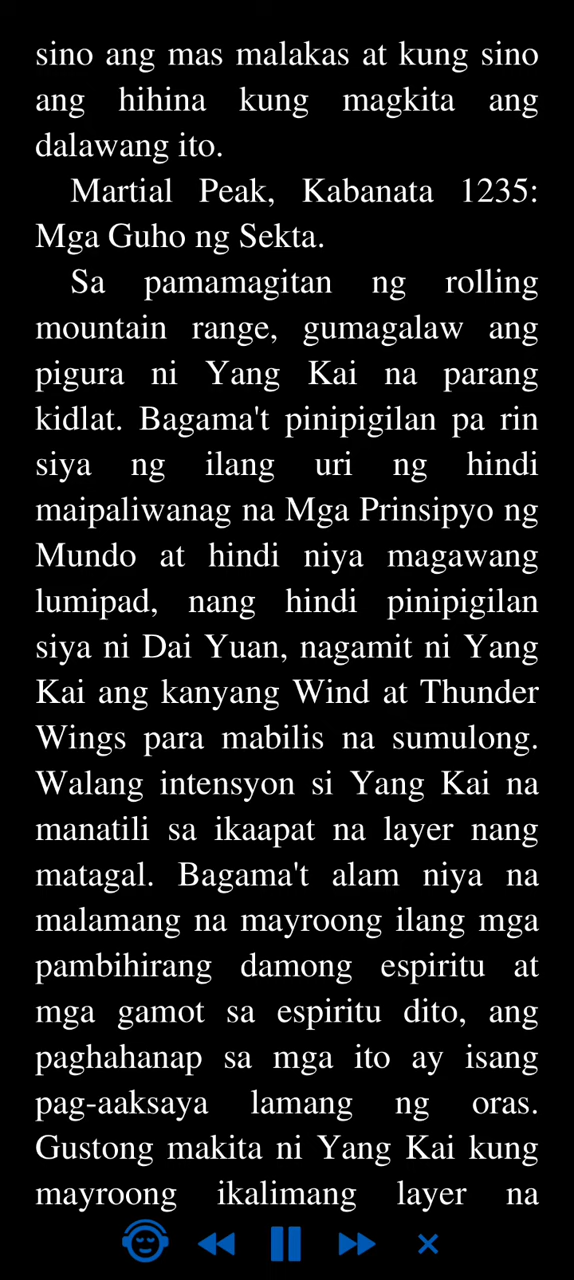 sino ang mas malakas at kung sino
ang hihina kung magkita ang
dalawang ito.
Martial Peak, Kabanata 1235:
Mga Guho ng Sekta.
Sa pamamagitan ng rolling
mountain range, gumagalaw ang
pigura ni Yang Kai na parang
kidlat. Bagama't pinipigilan pa rin
siya ng ilang uri ng hindi
maipaliwanag na Mga Prinsipyo ng
Mundo at hindi niya magawang
lumipad, nang hindi pinipigilan
siya ni Dai Yuan, nagamit ni Yang
Kai ang kanyang Wind at Thunder
Wings para mabilis na sumulong.
Walang intensyon si Yang Kai na
manatili sa ikaapat na layer nang
matagal. Bagama't alam niya na
malamang na mayroong ilang mga
pambihirang damong espiritu at
mga gamot sa espiritu dito, ang
paghahanap sa mga ito ay isang
pag-aaksaya lamang ng oras.
Gustong makita ni Yang Kai kung
mayroong ikalimang layer na